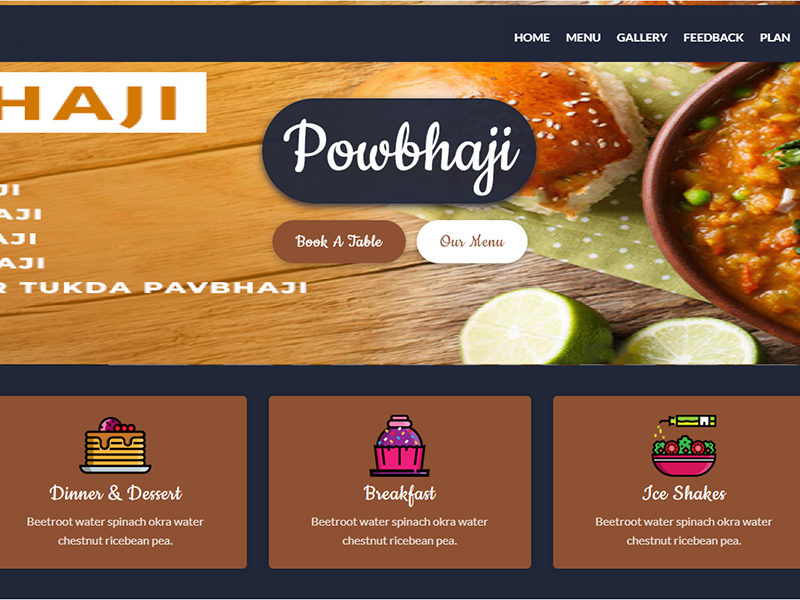 HOME MENU GALLERY FEEDBACK PLAN
HAJI
Powbhaji
JI
AJI
Book A Table Our Menu
AJI
AJI
R TUKDA PAVBHAJI
Dinner & Dessert
Beetroot water spinach okra water
chestnut ricebean pea.
Breakfast
Beetroot water spinach okra water
chestnut ricebean pea.
Ice Shakes
Beetroot water spinach okra water
chestnut ricebean pea.